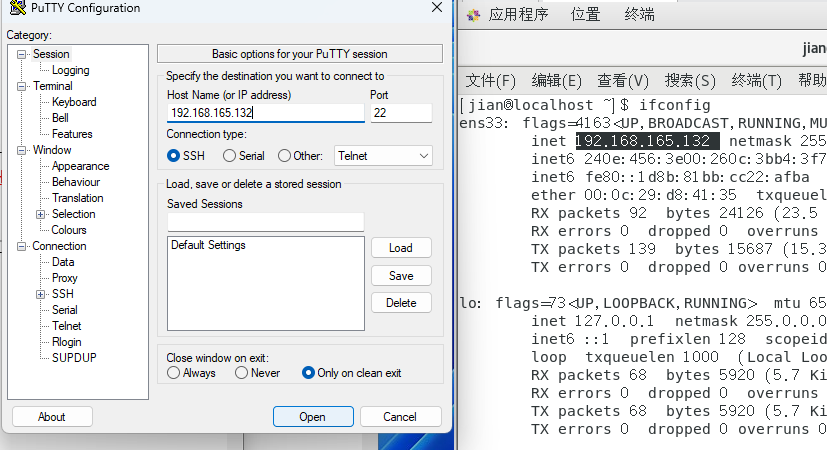 PuTTY Configuration
Category:
Session
Logging
Terminal
Keyboard
Bell
Features
Window
Appearance
Behaviour
Translation
Selection
Colours
Connection
Data
Proxy
SSH
Serial
Telnet
Rlogin
SUPDUP
Basic options for your PuTTY session
Specify the destination you want to connect to
Host Name (or IP address) Port
192.168.165.132 22
Connection type:
SSH Serial Other: Telnet
Load, save or delete a stored session
Saved Sessions
Default Settings
Load
Save
Delete
Close window on exit:
Always Never Only on clean exit
About Open Cancel
应用程序 位置 终端
jian
文件(F) 编辑(E) 查看(V) 搜索(S) 终端(T) 帮助
[jian@localhost ~]$ ifconfig
ens33: flags=4163<UP,BROADCAST,RUNNING,MU
inet 192.168.165.132 netmask 255
inet6 240e:456:3e00:260c:3bb4:3f7
inet6 fe80::1d8b:81bb:cc22:afba
ether 00:0c:29:d8:41:35 txqueue
RX packets 92 bytes 24126 (23.5
RX errors 0 dropped 0 overruns
TX packets 139 bytes 15687 (15.3
TX errors 0 dropped 0 overruns 0
lo: flags=73<UP,LOOPBACK,RUNNING> mtu 65
inet 127.0.0.1 netmask 255.0.0.0
inet6 ::1 prefixlen 128 scopeid
loop txqueuelen 1000 (Local Loo
RX packets 68 bytes 5920 (5.7 Ki
RX errors 0 dropped 0 overruns 0
TX packets 68 bytes 5920 (5.7 Ki
TX errors 0 dropped 0 overruns 0